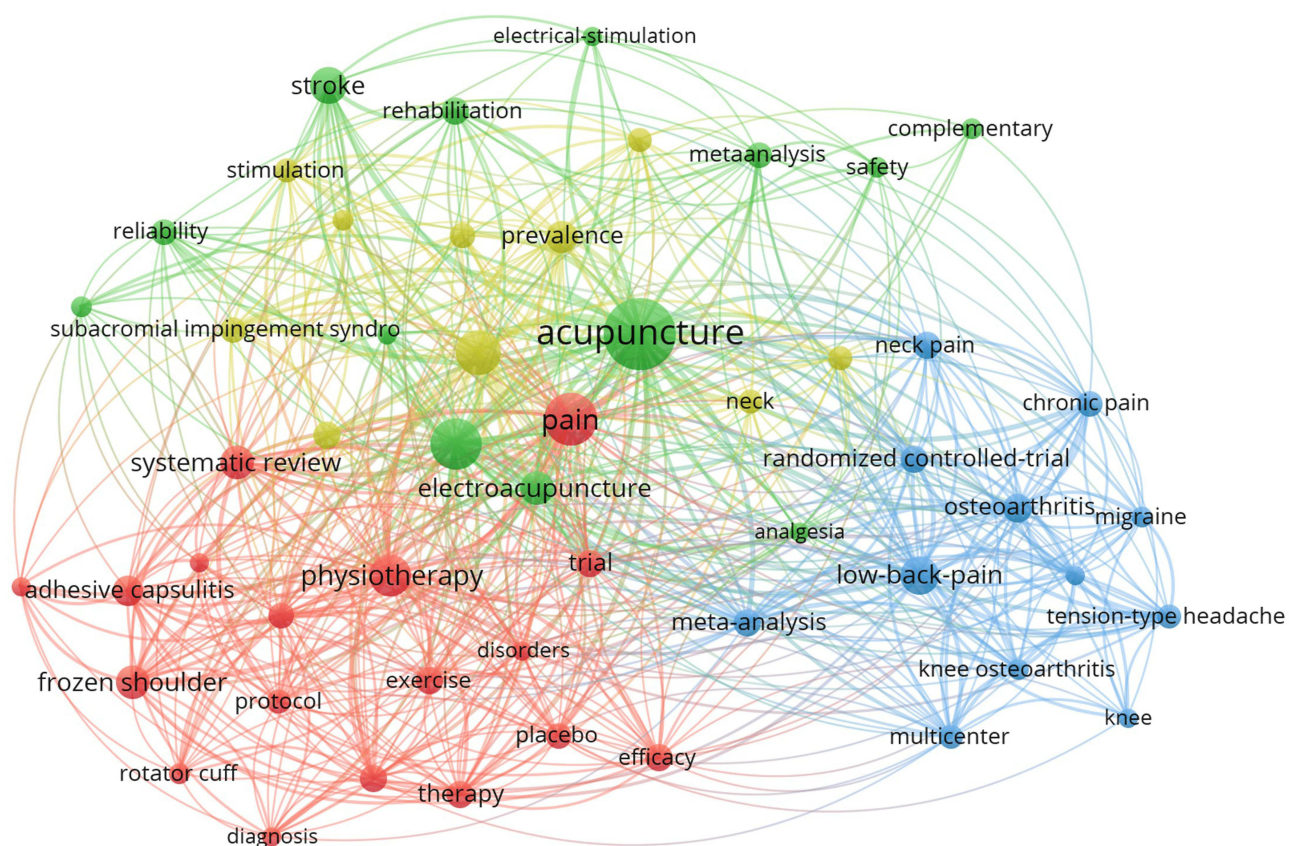 electrical-stimulation
stroke
rehabilitation
complementary
metaanalysis
safety
stimulation
reliability
prevalence
subacromial impingement syndro
acupuncture
neck pain
neck
chronic pain
pain
systematic review
randomized controlled-trial
electroacupuncture
osteoarthritis
migraine
analgesia
trial
physiotherapy
low-back-pain
adhesive capsulitis
tension-type headache
meta-analysis
disorders
knee osteoarthritis
exercise
frozen shoulder
protocol
knee
placebo
multicenter
efficacy
rotator cuff
therapy
diagnosis